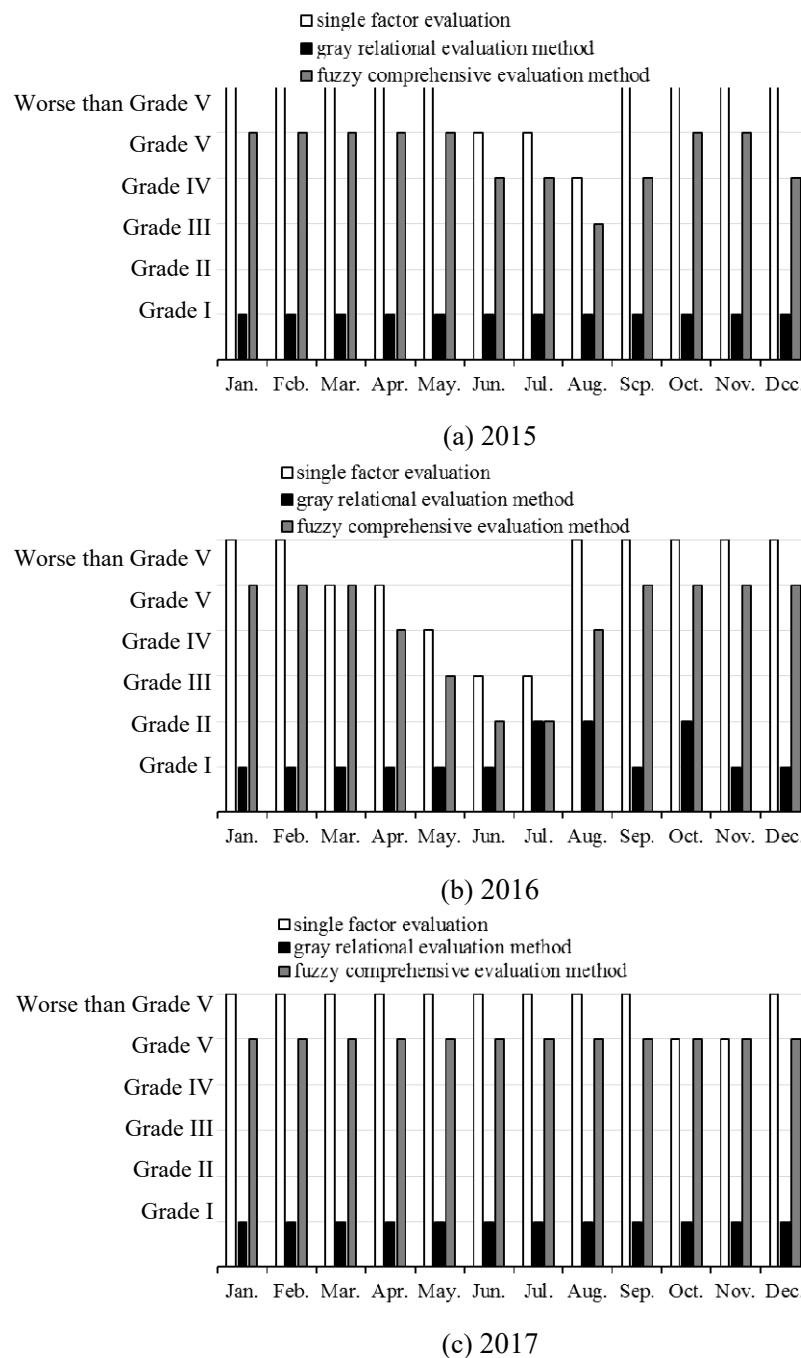 single factor evaluation
gray relational evaluation method
fuzzy comprehensive evaluation method
Worse than Grade V
Grade V
Grade IV
Grade III
Grade II
Grade I
Jan. Fcb. Mar. Apr. May. Jun. Jul. Aug. Scp. Oct. Nov. Dcc.
(a) 2015
single factor evaluation
gray relational evaluation method
fuzzy comprehensive evaluation method
Worse than Grade V
Grade V
Grade IV
Grade III
Grade II
Grade I
Jan. Feb. Mar. Apr. May. Jun. Jul. Aug. Sep. Oct. Nov. Dec.
(b) 2016
single factor evaluation
gray relational evaluation method
fuzzy comprehensive evaluation method
Worse than Grade V
Grade V
Grade IV
Grade III
Grade II
Grade I
Jan. Feb. Mar. Apr. May. Jun. Jul. Aug. Sep. Oct. Nov. Dec.
(c) 2017